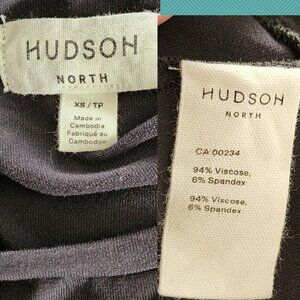 HUDSON
NORTH
XS / TP
Made in
Cambodia
Fabriqué au
Cambodge
HUDSON
NORTH
CA 00234
94% Viscose,
6% Spandex
94% Viscose,
6% Spandex